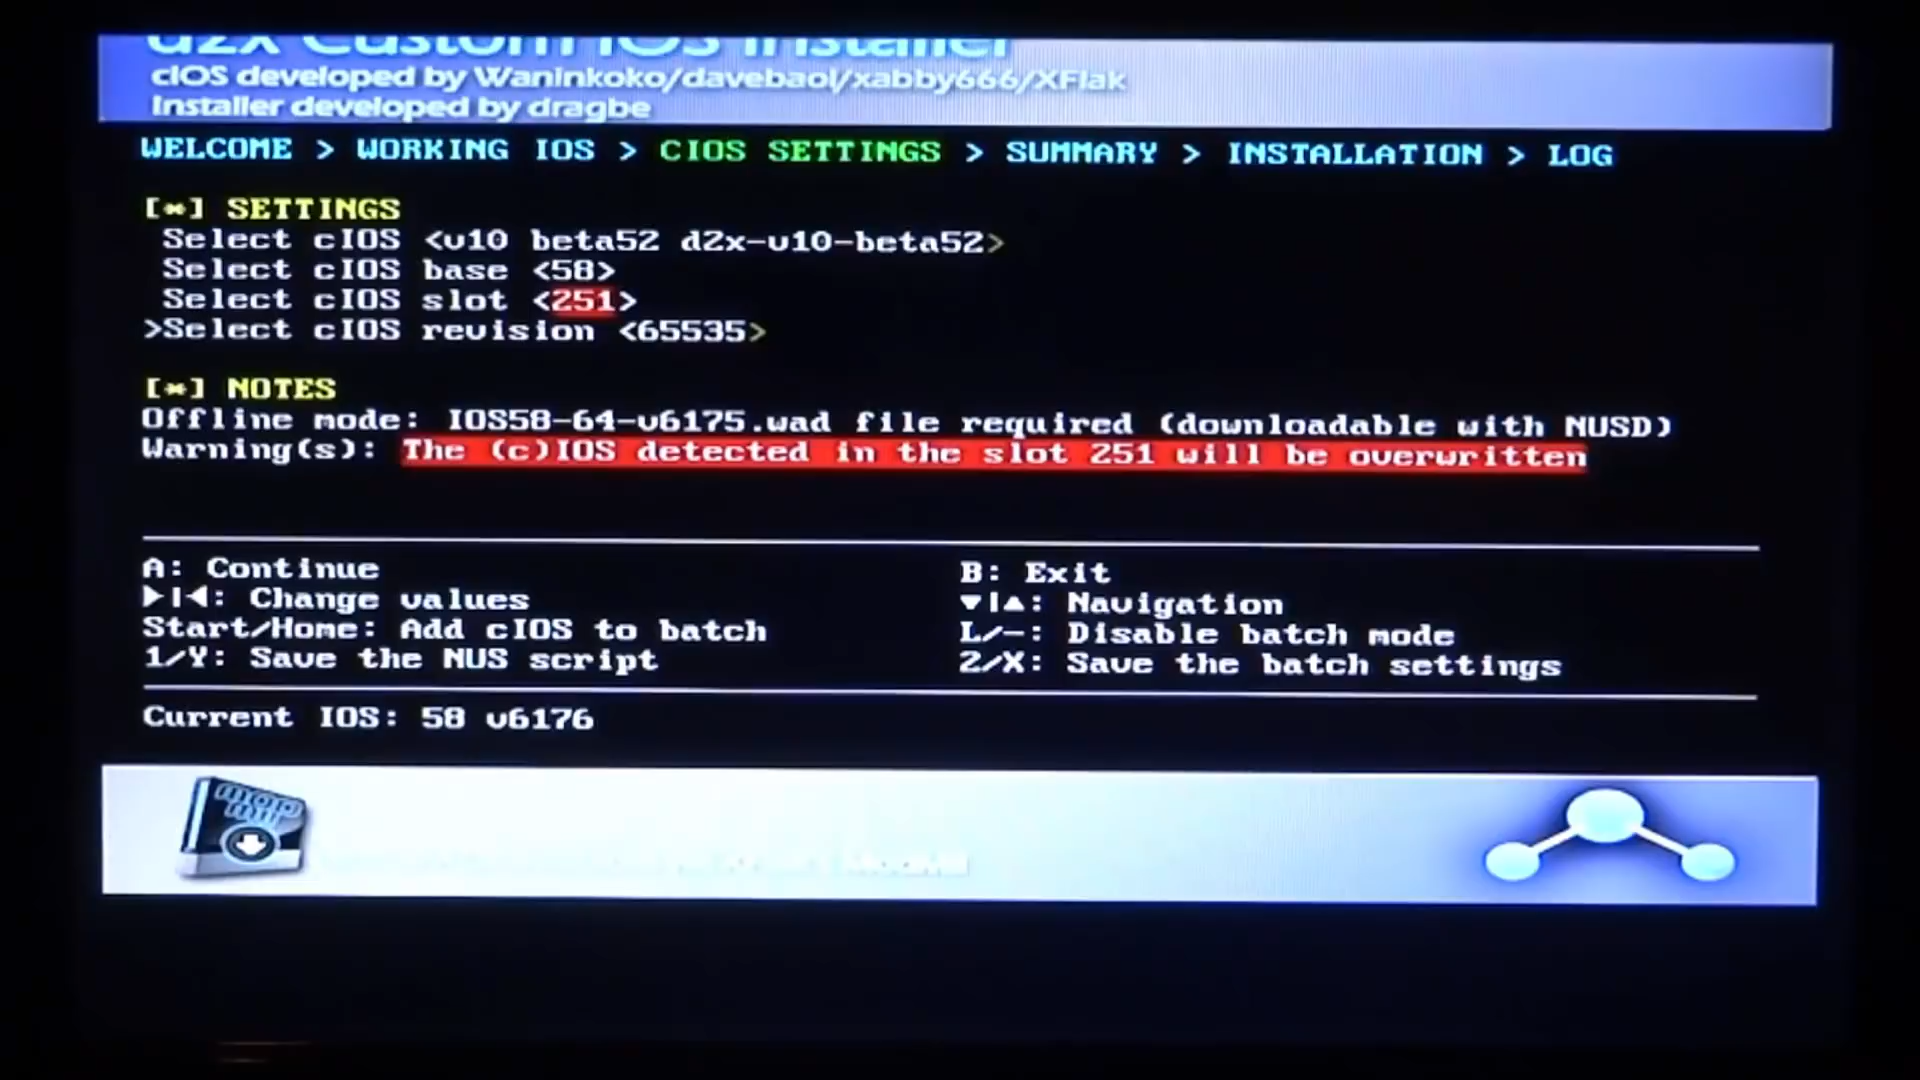 d2x Custom IOS Installer
cIOS developed by Waninkoko/davebaol/xabby666/XFlak
Installer developed by dragbe
WELCOME > WORKING IOS > CIOS SETTINGS > SUMMARY > INSTALLATION > LOG
[*] SETTINGS
Select cIOS <v10 beta52 d2x-v10-beta52>
Select cIOS base <58>
Select cIOS slot <251>
>Select cIOS revision <65535>
[*] NOTES
Offline mode: IOS58-64-v6175.wad file required (downloadable with NUSD)
Warning(s): The (c)IOS detected in the slot 251 will be overwritten
A: Continue
B: Exit
►|◄: Change values
▼|▲: Navigation
Start/Home: Add cIOS to batch
L/-: Disable batch mode
1/Y: Save the NUS script
2/X: Save the batch settings
Current IOS: 58 v6176